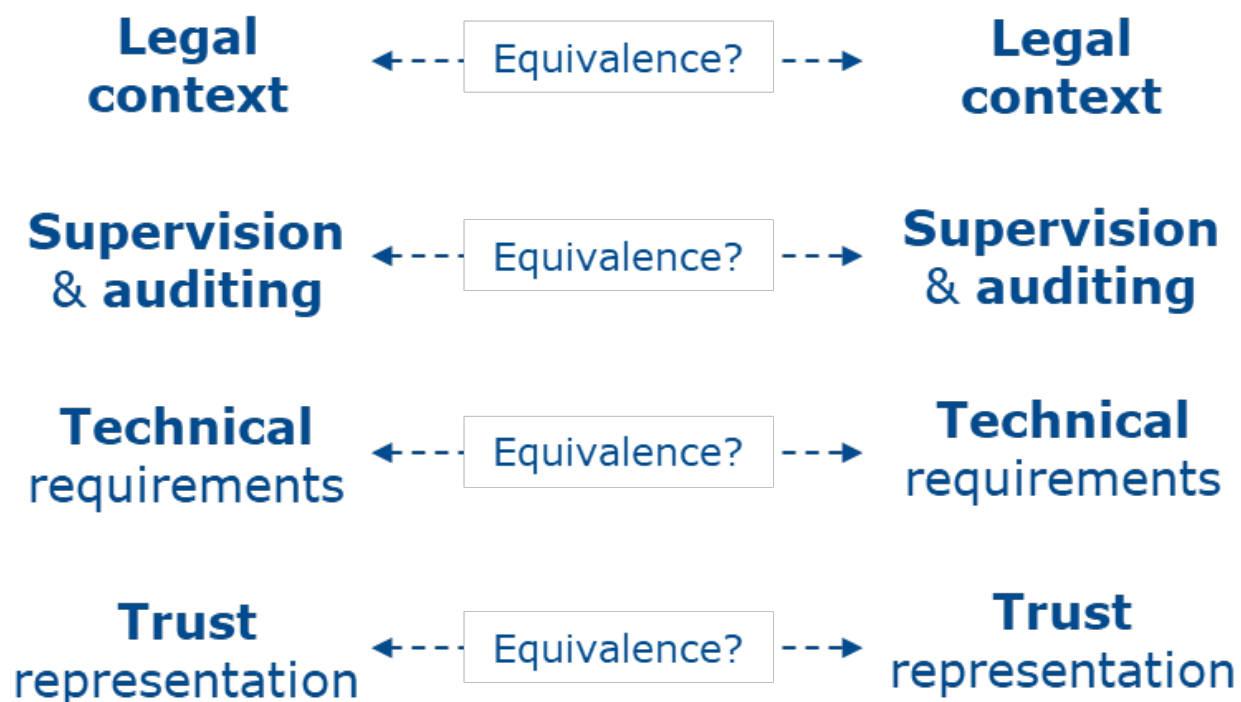 Legal
context
Equivalence?
Legal
context
Supervision
& auditing
Equivalence?
Supervision
& auditing
Technical
requirements
Equivalence?
Technical
requirements
Trust
representation
Equivalence?
Trust
representation